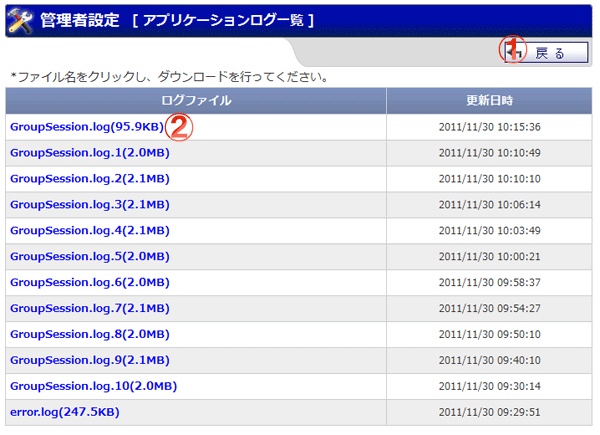 管理者設定 [ アプリケーションログ一覧 ]
① 戻る
*ファイル名をクリックし、ダウンロードを行ってください。
ログファイル 更新日時
GroupSession.log(95.9KB) ② 2011/11/30 10:15:36
GroupSession.log.1(2.0MB) 2011/11/30 10:10:49
GroupSession.log.2(2.1MB) 2011/11/30 10:10:10
GroupSession.log.3(2.1MB) 2011/11/30 10:06:14
GroupSession.log.4(2.1MB) 2011/11/30 10:03:49
GroupSession.log.5(2.0MB) 2011/11/30 10:00:21
GroupSession.log.6(2.0MB) 2011/11/30 09:58:37
GroupSession.log.7(2.1MB) 2011/11/30 09:54:27
GroupSession.log.8(2.0MB) 2011/11/30 09:50:10
GroupSession.log.9(2.1MB) 2011/11/30 09:40:10
GroupSession.log.10(2.0MB) 2011/11/30 09:30:14
error.log(247.5KB) 2011/11/30 09:29:51